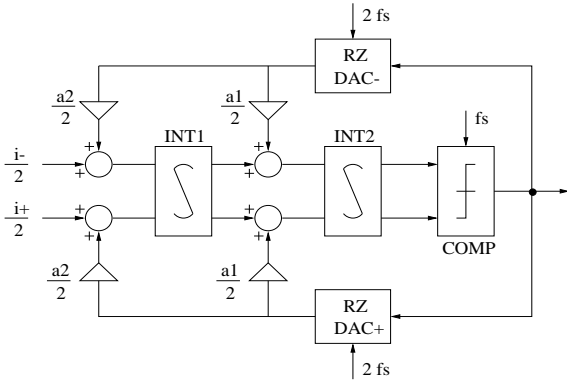 2 fs
RZ
DAC-
a2
2
a1
2
fs
INT1
INT2
+
+
+
+
i-
2
i+
2
+
+
+
+
COMP
a2
2
a1
2
RZ
DAC+
2 fs